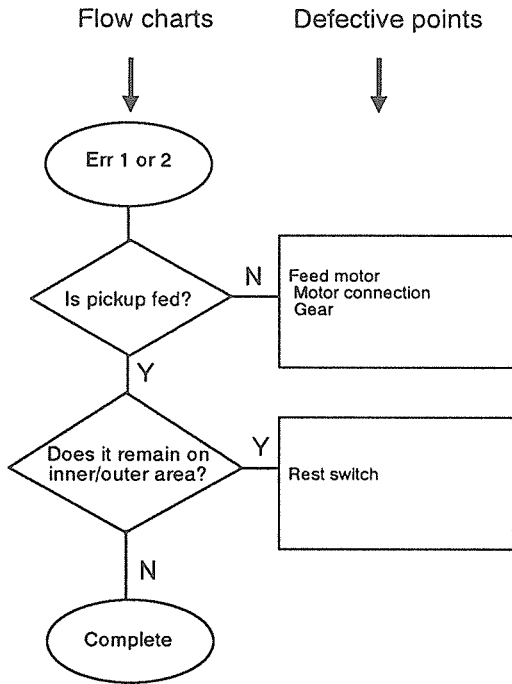 Flow charts
Defective points
Err 1 or 2
Is pickup fed?
N
Feed motor
Motor connection
Gear
Y
Does it remain on
inner/outer area?
Y
Rest switch
N
Complete